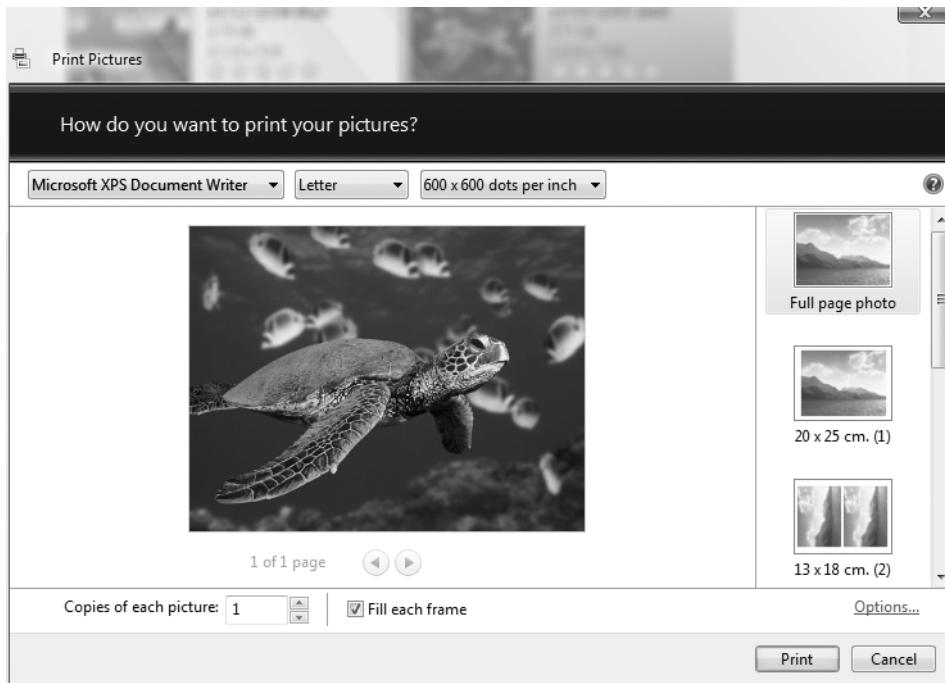 Print Pictures
How do you want to print your pictures?
Microsoft XPS Document Writer Letter 600 x 600 dots per inch
Full page photo
20 x 25 cm. (1)
13 x 18 cm. (2)
1 of 1 page
Copies of each picture: 1 Fill each frame Options...
Print Cancel